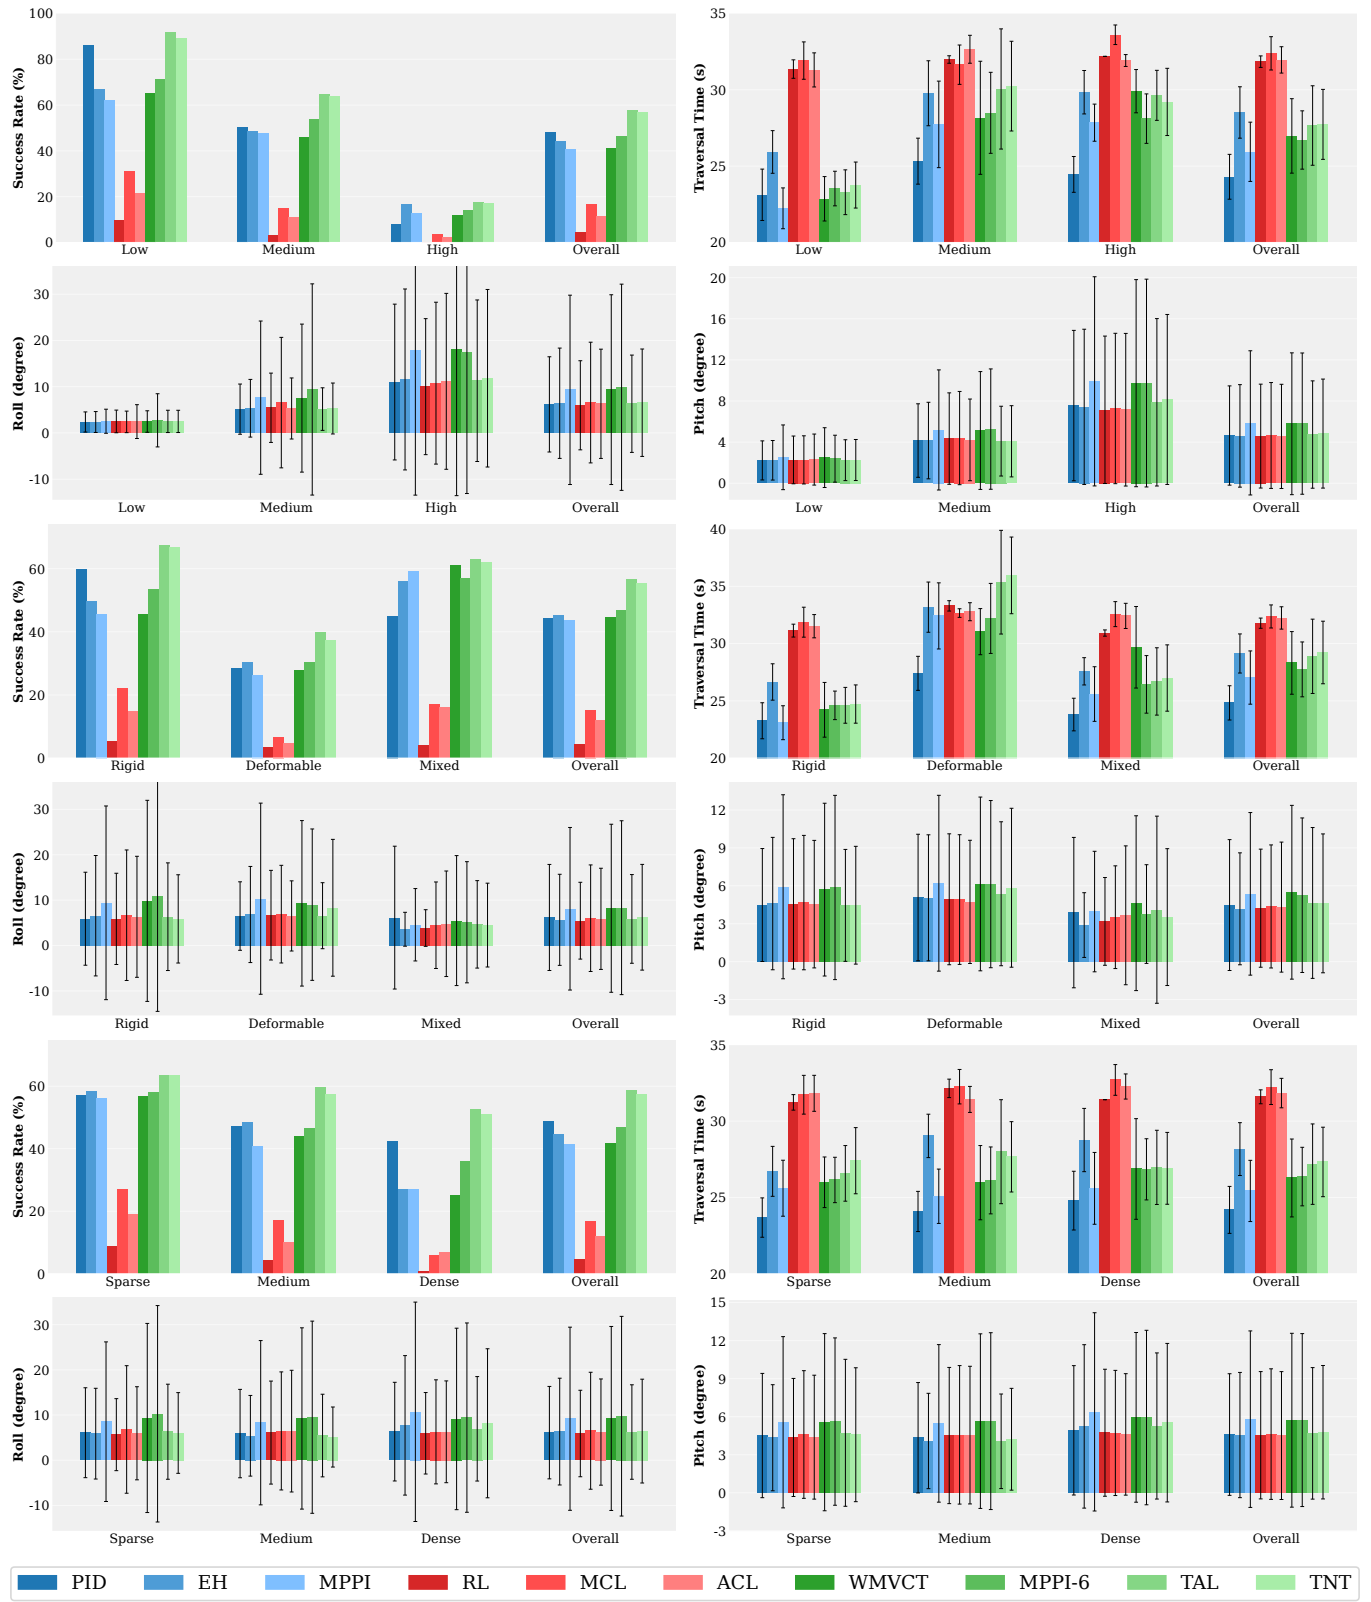 100
80
60
40
20
0
Success Rate (%)
Low
Medium
High
Overall
35
30
25
20
Traversal Time (s)
Low
Medium
High
Overall
30
20
10
0
-10
Roll (degree)
Low
Medium
High
Overall
20
16
12
8
4
0
Pitch (degree)
Low
Medium
High
Overall
60
40
20
0
Success Rate (%)
Rigid
Deformable
Mixed
Overall
40
35
30
25
20
Traversal Time (s)
Rigid
Deformable
Mixed
Overall
30
20
10
0
-10
Roll (degree)
Rigid
Deformable
Mixed
Overall
12
9
6
3
0
-3
Pitch (degree)
Rigid
Deformable
Mixed
Overall
60
40
20
0
Success Rate (%)
Sparse
Medium
Dense
Overall
35
30
25
20
Traversal Time (s)
Sparse
Medium
Dense
Overall
30
20
10
0
-10
Roll (degree)
Sparse
Medium
Dense
Overall
15
12
9
6
3
0
-3
Pitch (degree)
Sparse
Medium
Dense
Overall
PID EH MPPI RL MCL ACL WMVCT MPPI-6 TAL TNT